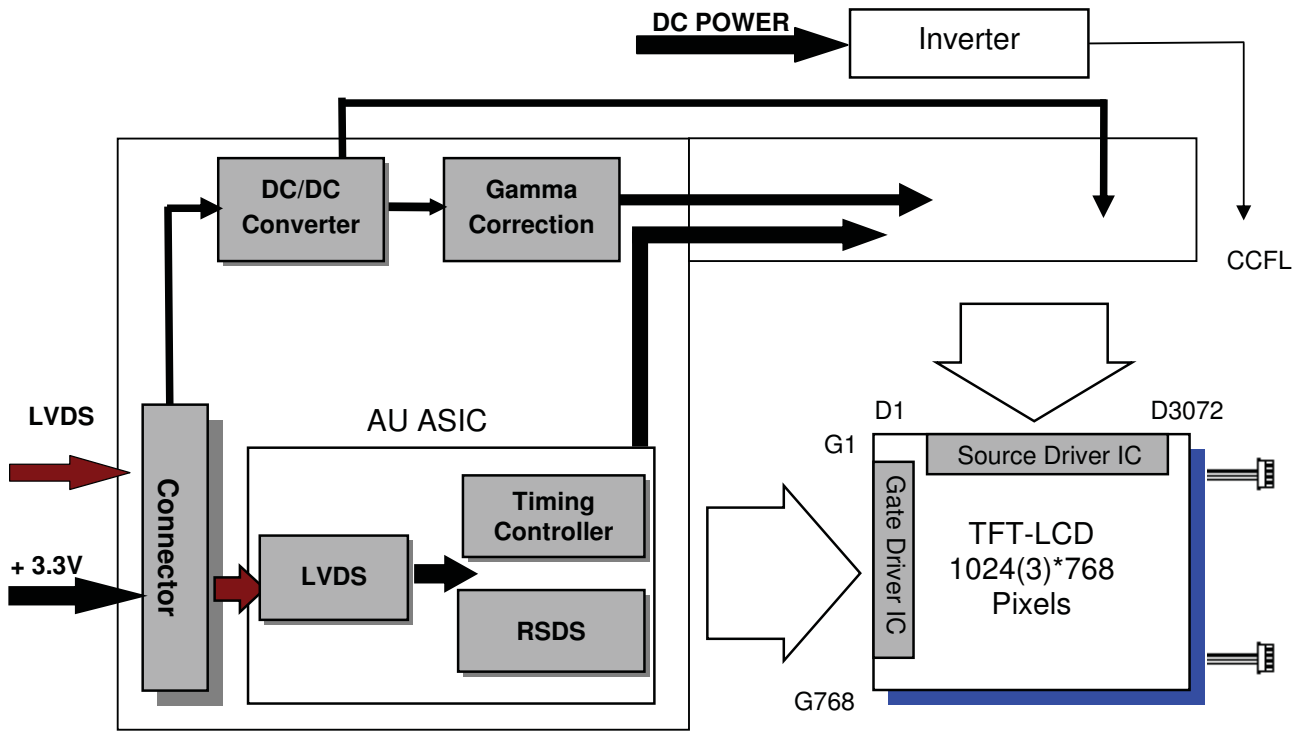 DC POWER
Inverter
DC/DC
Converter
Gamma
Correction
CCFL
LVDS
+ 3.3V
Connector
AU ASIC
LVDS
Timing
Controller
RSDS
D1
D3072
G1
G768
Source Driver IC
Gate Driver IC
TFT-LCD
1024(3)*768
Pixels